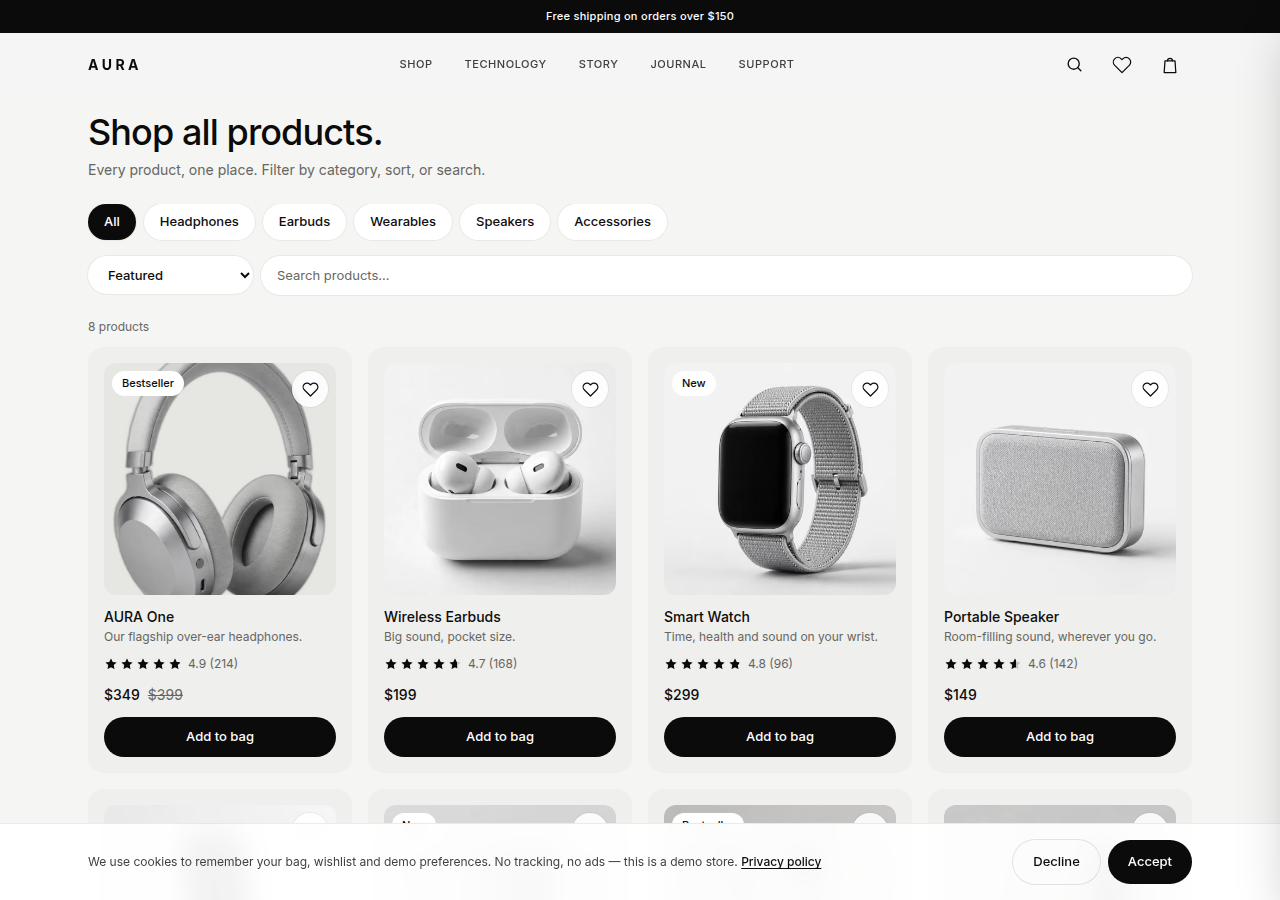 Free shipping on orders over $150
AURA
SHOP TECHNOLOGY STORY JOURNAL SUPPORT
Shop all products.
Every product, one place. Filter by category, sort, or search.
All Headphones Earbuds Wearables Speakers Accessories
Featured Search products...
8 products
Bestseller New
AURA One Wireless Earbuds Smart Watch Portable Speaker
Our flagship over-ear headphones. Big sound, pocket size. Time, health and sound on your wrist. Room-filling sound, wherever you go.
4.9 (214) 4.7 (168) 4.8 (96) 4.6 (142)
$349 $399 $199 $299 $149
Add to bag Add to bag Add to bag Add to bag
We use cookies to remember your bag, wishlist and demo preferences. No tracking, no ads — this is a demo store. Privacy policy
Decline Accept